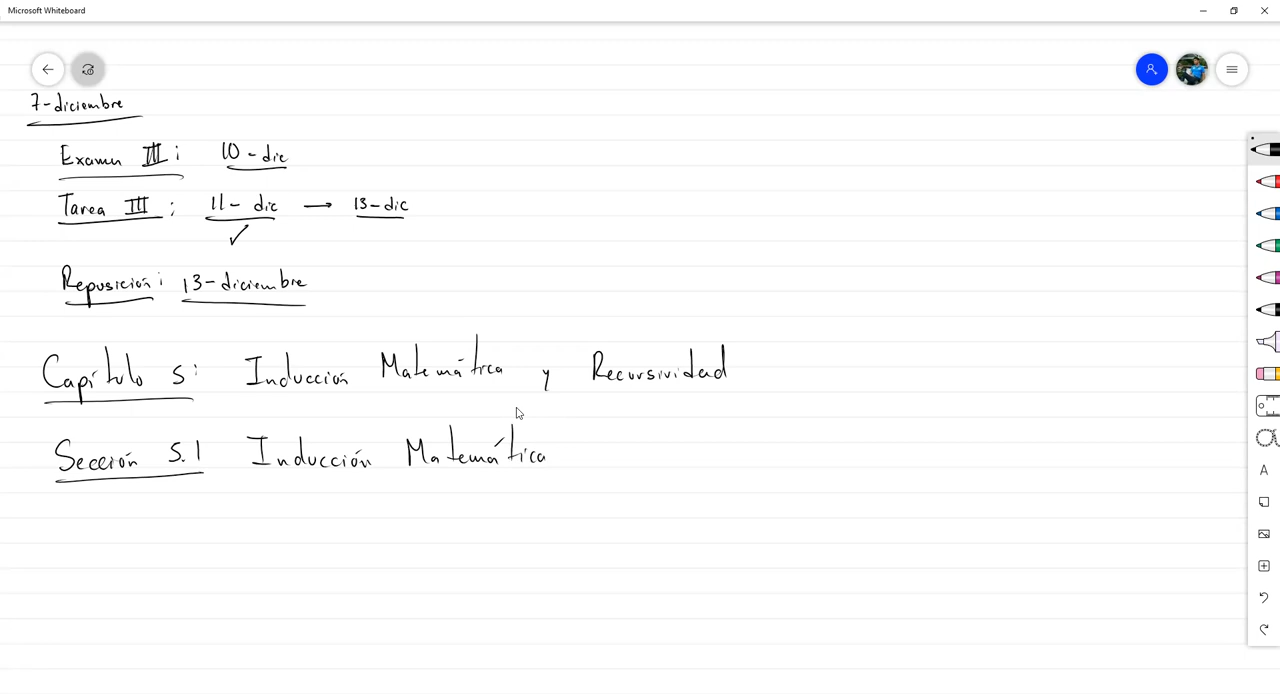 Microsoft Whiteboard
7-diciembre
Examen III: 10-dic
Tarea III: 11-dic → 13-dic
✓
Reposición: 13-diciembre
Capítulo 5: Inducción Matemática y Recursividad
Sección 5.1 Inducción Matemática
A